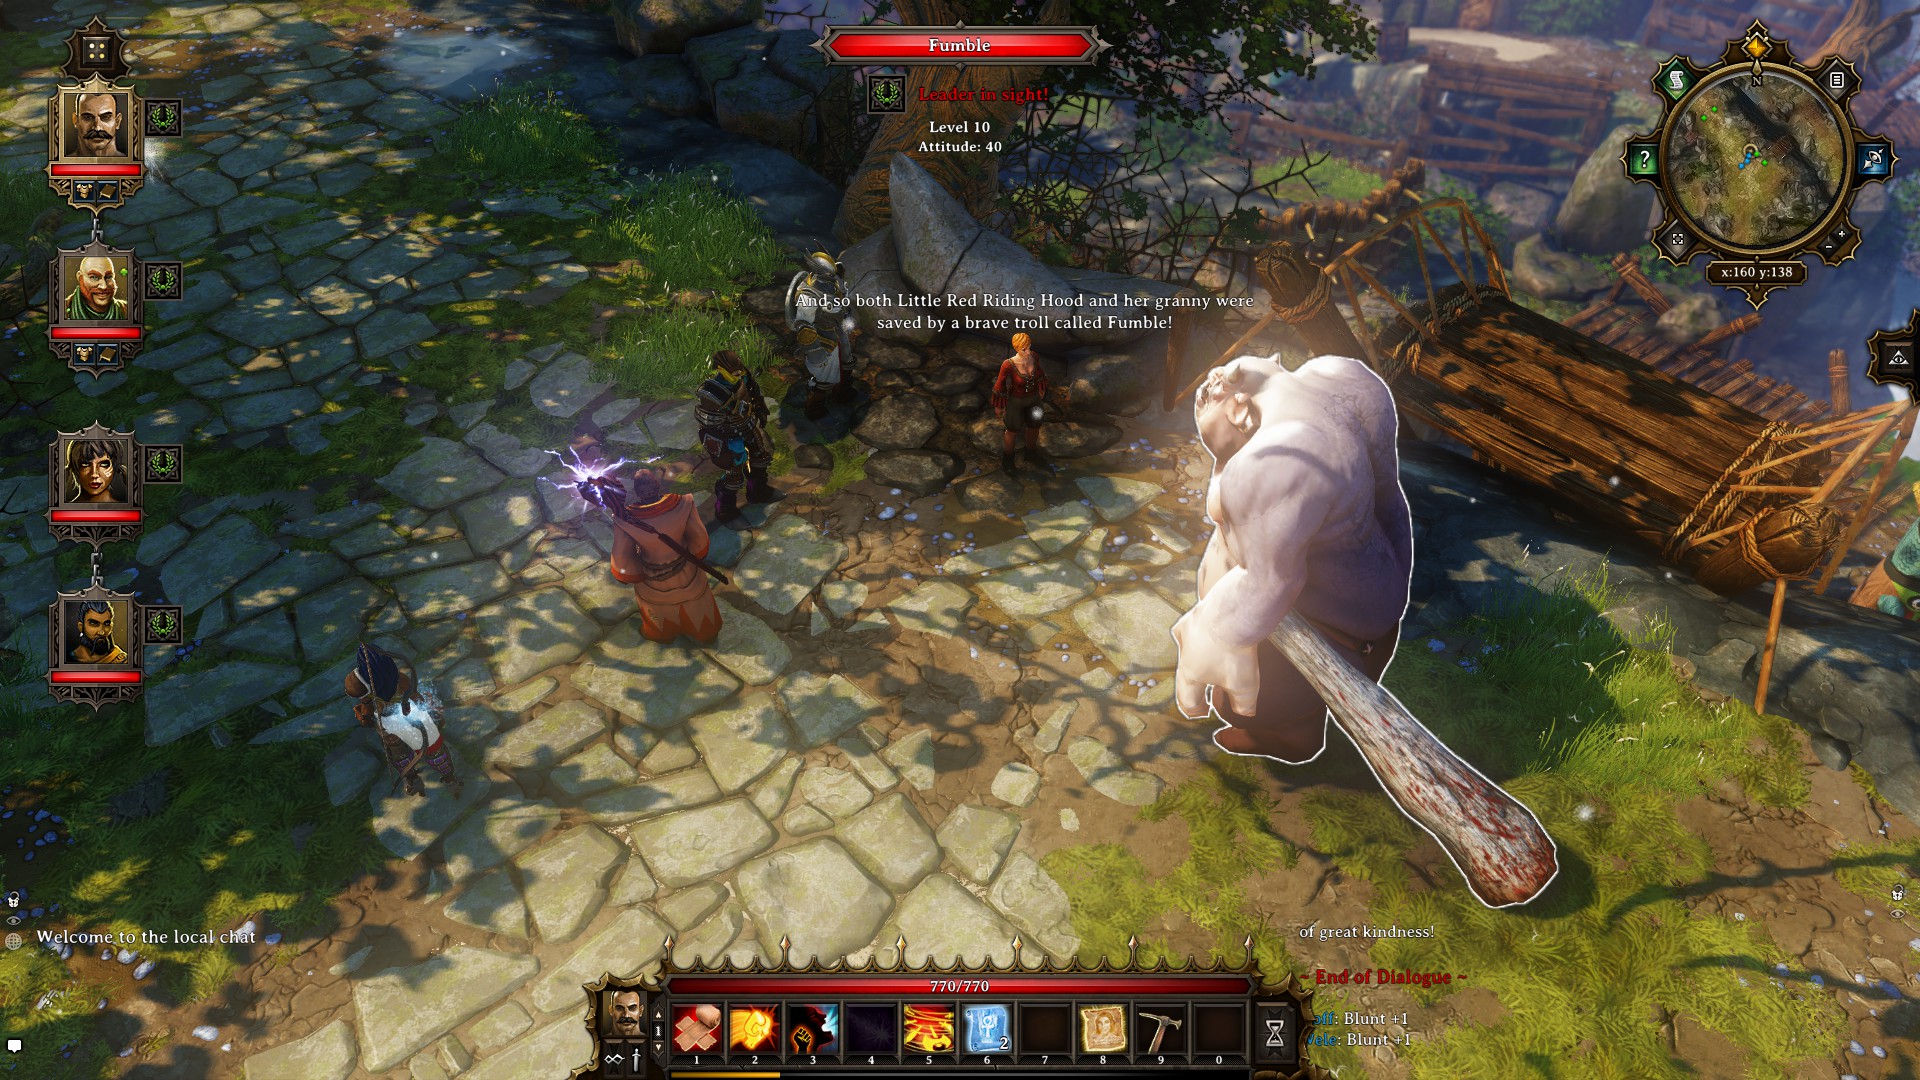 Fumble
Leader in sight!
Level 10
Attitude: 40
N
?
x:160 y:138
And so both Little Red Riding Hood and her granny were
saved by a brave troll called Fumble!
Welcome to the local chat
of great kindness!
~ End of Dialogue ~
: Blunt +1
: Blunt +1
770/770
1
2
1 2 3 4 5 6 7 8 9 0